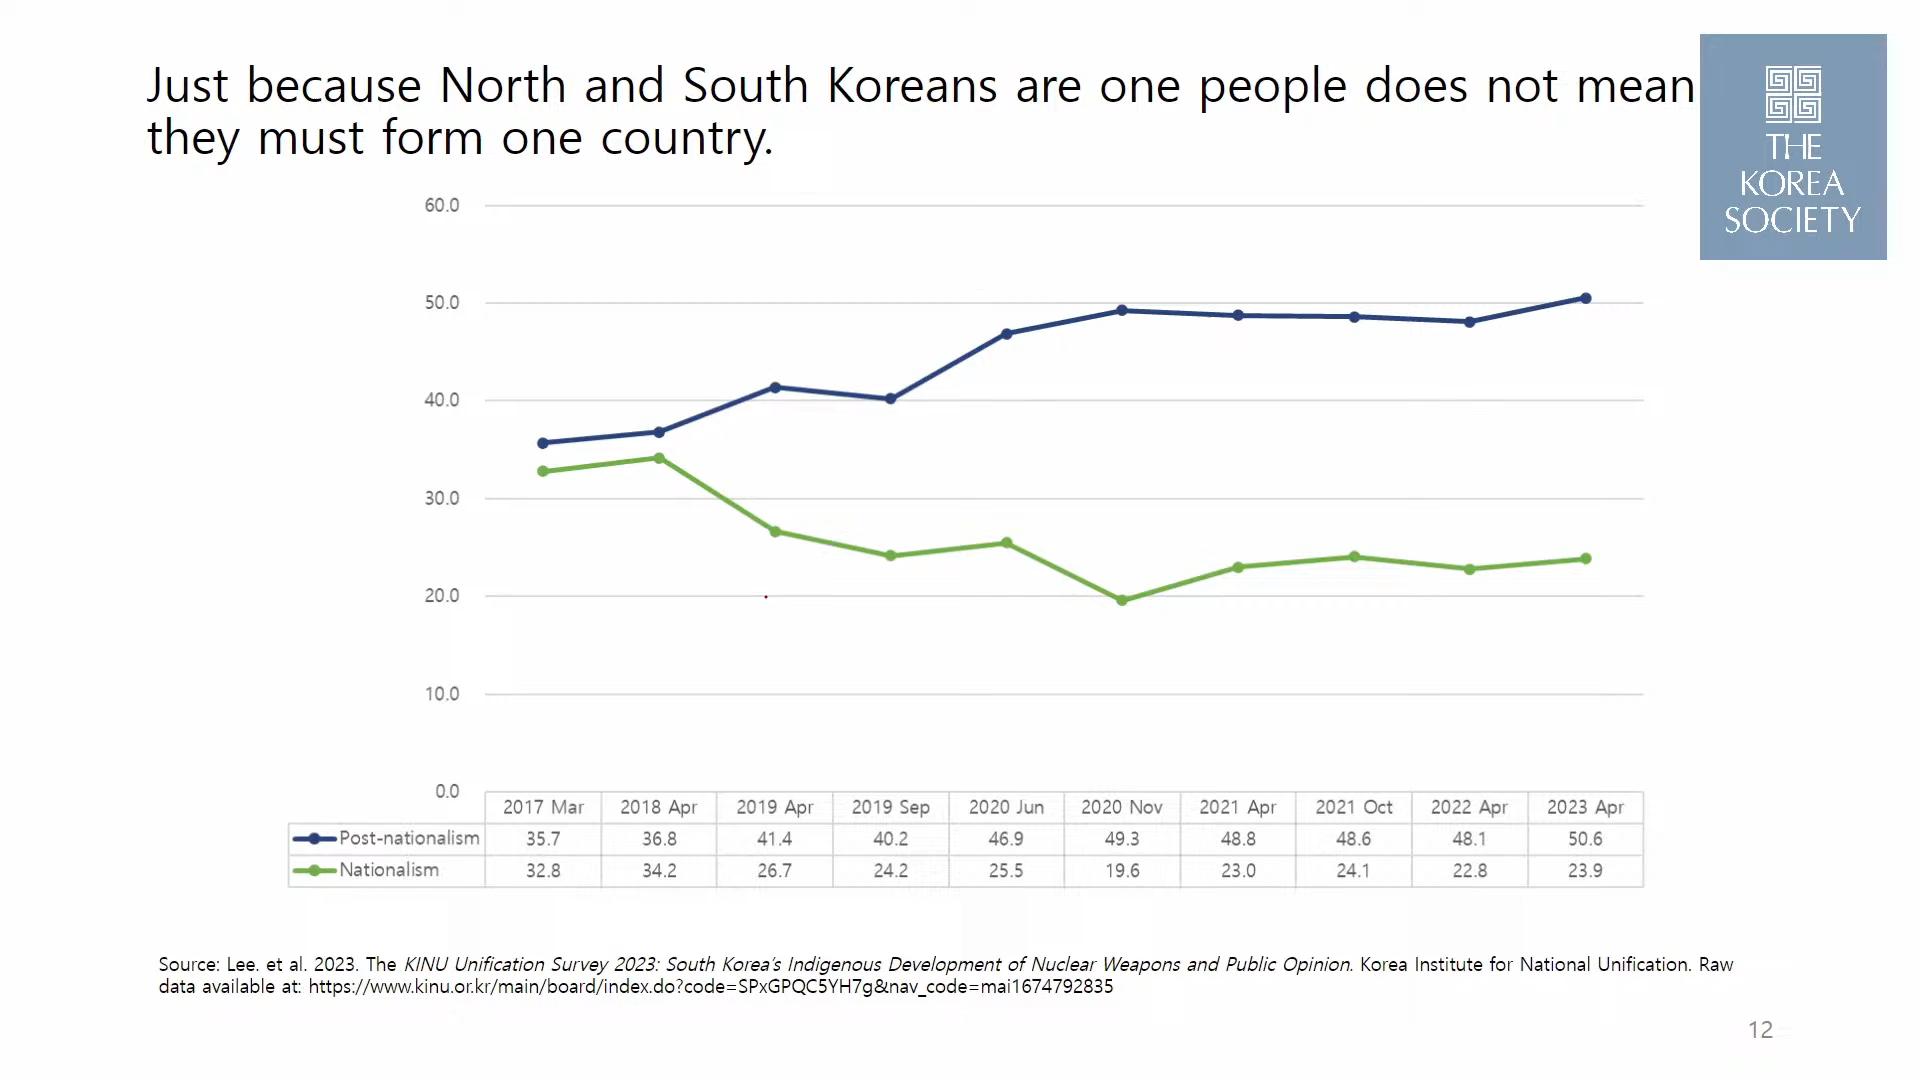 Just because North and South Koreans are one people does not mean
they must form one country.
THE
KOREA
SOCIETY
60.0
50.0
40.0
30.0
20.0
10.0
0.0
2017 Mar 2018 Apr 2019 Apr 2019 Sep 2020 Jun 2020 Nov 2021 Apr 2021 Oct 2022 Apr 2023 Apr
Post-nationalism 35.7 36.8 41.4 40.2 46.9 49.3 48.8 48.6 48.1 50.6
Nationalism 32.8 34.2 26.7 24.2 25.5 19.6 23.0 24.1 22.8 23.9
Source: Lee. et al. 2023. The KINU Unification Survey 2023: South Korea's Indigenous Development of Nuclear Weapons and Public Opinion. Korea Institute for National Unification. Raw
data available at: https://www.kinu.or.kr/main/board/index.do?code=SPxGPQC5YH7g&nav_code=mai1674792835
12